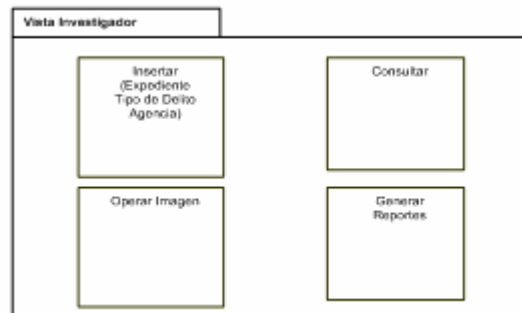 Vista Investigador
Insertar
(Expediente
Tipo de Delito
Agencia)
Consultar
Operar Imagen
Generar
Reportes